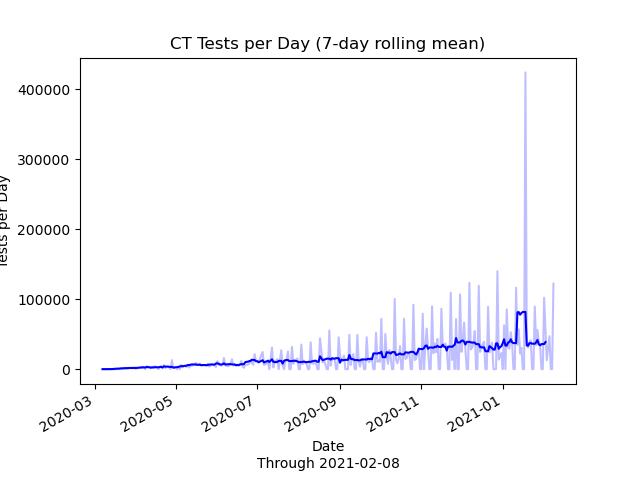 CT Tests per Day (7-day rolling mean)
Tests per Day
400000
300000
200000
100000
0
2020-03
2020-05
2020-07
2020-09
2020-11
2021-01
Date
Through 2021-02-08